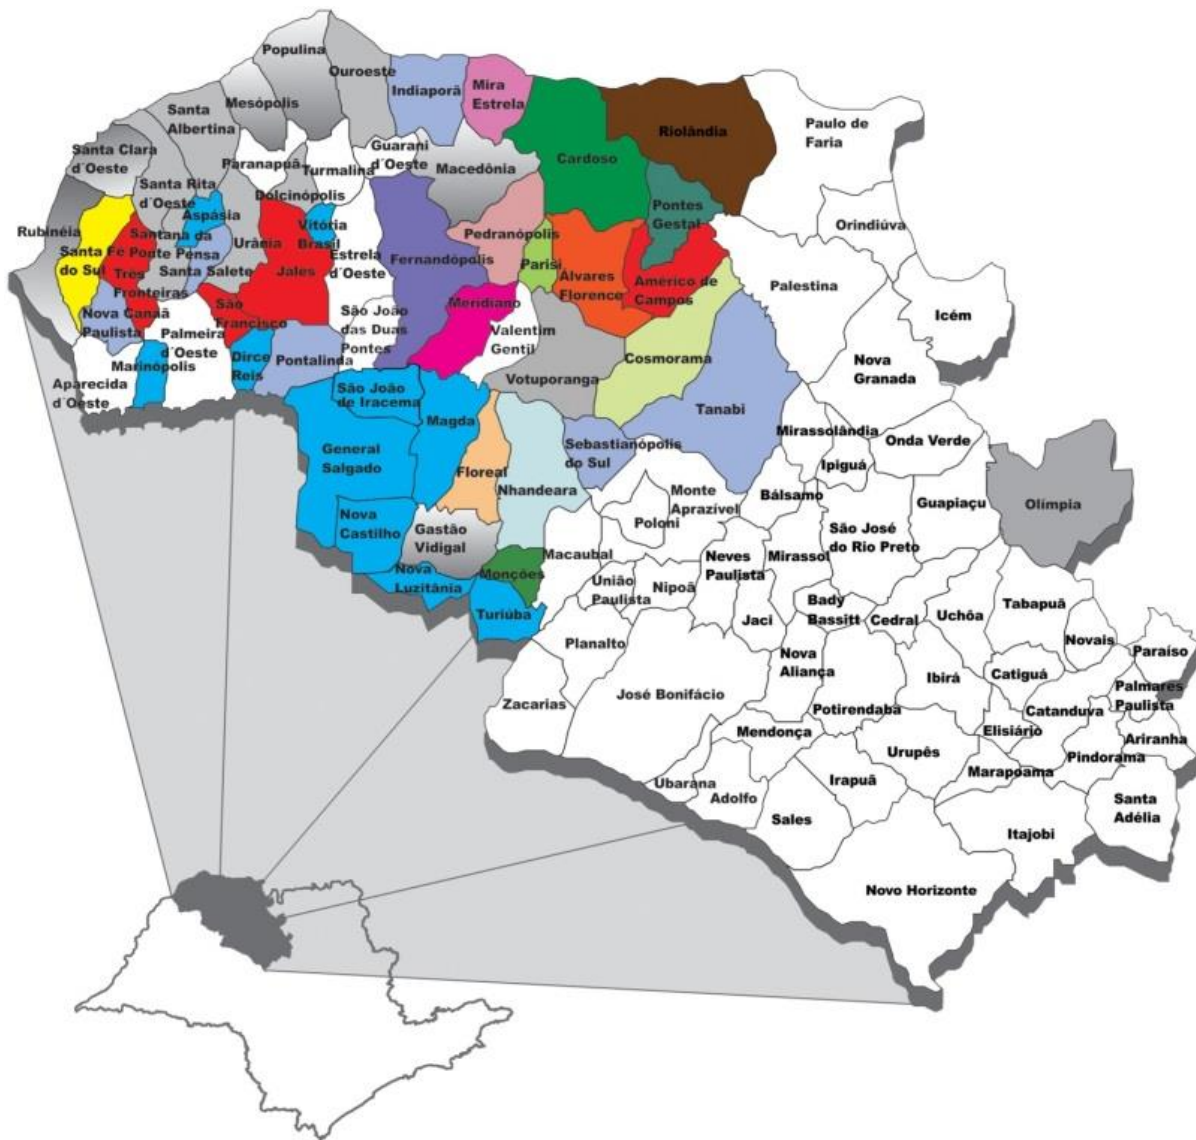 Populina
Ouroeste
Indiaporã
Mira
Estrela
Mesópolis
Santa
Albertina
Riolândia
Paulo de
Faria
Santa Clara
d´Oeste
Paranapuã
Turmalina
Guarani
d´Oeste
Macedônia
Cardoso
Santa Rita
d´Oeste
Dolcinópolis
Aspásia
Pontes
Gestal
Orindiúva
Rubinéia
Santa Fé
do Sul
Santana da
Ponte Pensa
Urânia
Vitória
Brasil
Estrela
d´Oeste
Fernandópolis
Pedranópolis
Parisi
Álvares
Florence
Américo de
Campos
Palestina
Icém
Três
Fronteiras
Santa Salete
Jales
Meridiano
Nova Canaã
Paulista
São
Francisco
São João
das Duas
Pontes
Valentim
Gentil
Palmeira
d´Oeste
Dirce
Reis
Pontalinda
Cosmorama
Nova
Granada
Aparecida
d´Oeste
Marinópolis
Votuporanga
São João
de Iracema
Magda
Tanabi
General
Salgado
Floreal
Nhandeara
Sebastianópolis
do Sul
Mirassolândia
Onda Verde
Ipiguá
Monte
Aprazível
Bálsamo
Guapiaçu
Olímpia
Nova
Castilho
Gastão
Vidigal
Poloni
São José
do Rio Preto
Macaubal
Neves
Paulista
Mirassol
Nova
Luzitânia
Monções
União
Paulista
Nipoã
Turiúba
Jaci
Bady
Bassitt
Cedral
Uchôa
Tabapuã
Novais
Paraíso
Planalto
Nova
Aliança
Ibirá
Catiguá
Palmares
Paulista
Zacarias
José Bonifácio
Potirendaba
Catanduva
Mendonça
Elisiário
Ariranha
Urupês
Pindorama
Marapoama
Ubarana
Adolfo
Irapuã
Santa
Adélia
Sales
Itajobi
Novo Horizonte